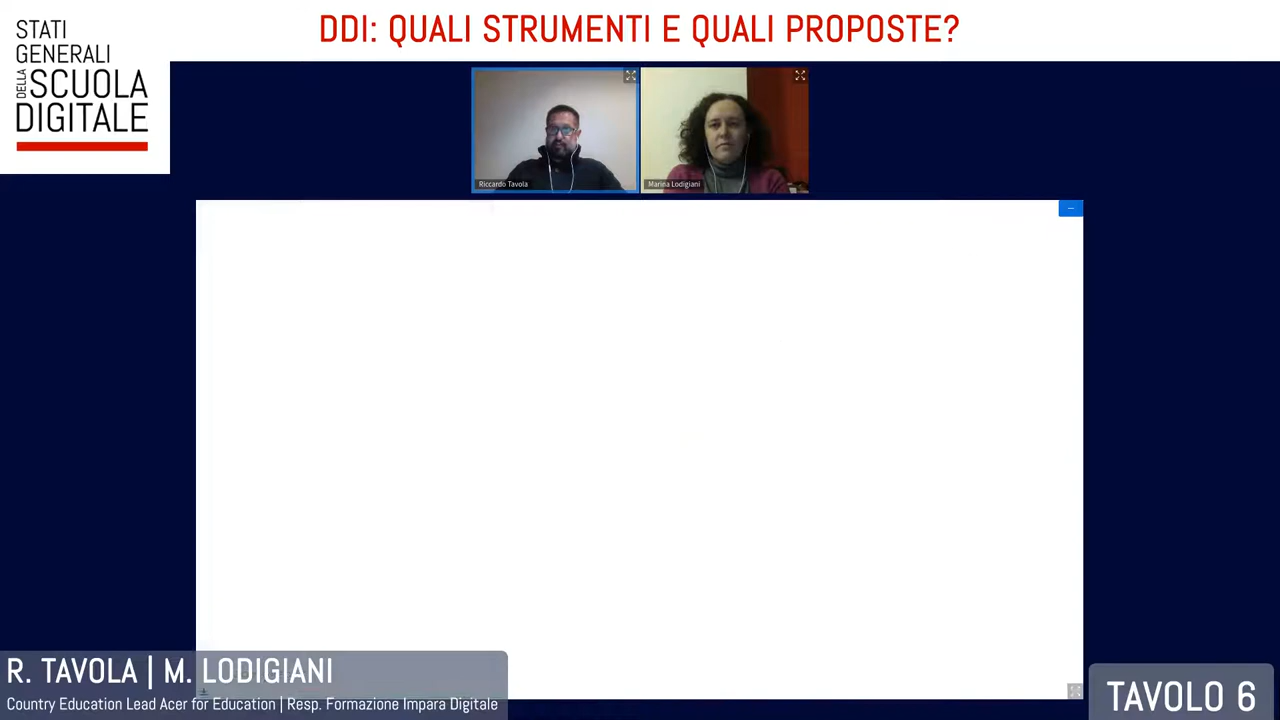 DDI: QUALI STRUMENTI E QUALI PROPOSTE?
STATI
GENERALI
DELLA SCUOLA
DIGITALE
Riccardo Tavola
Marina Lodigiani
R. TAVOLA | M. LODIGIANI
Country Education Lead Acer for Education | Resp. Formazione Impara Digitale
TAVOLO 6